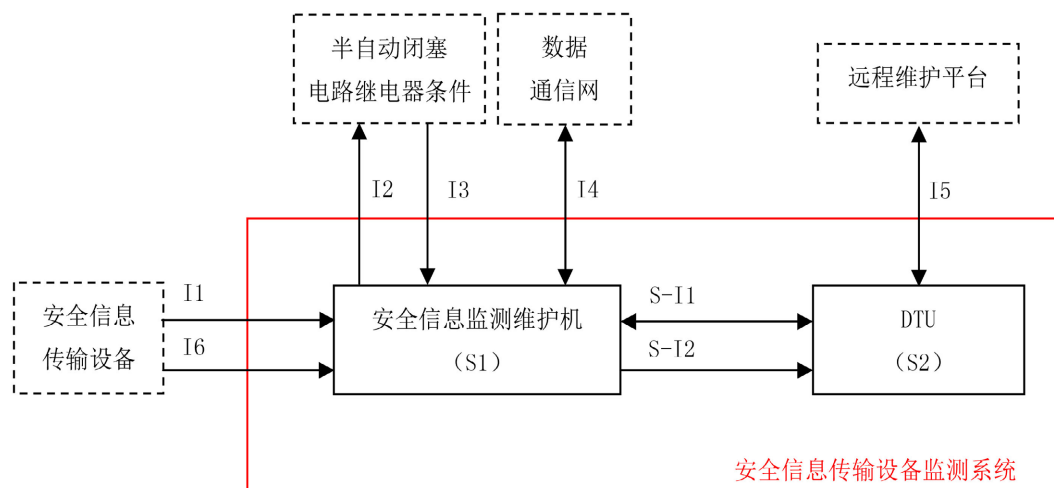 半自动闭塞
电路继电器条件
数据
通信网
远程维护平台
I2
I3
I4
I5
安全信息
传输设备
I1
I6
安全信息监测维护机
（S1）
S-I1
S-I2
DTU
（S2）
安全信息传输设备监测系统